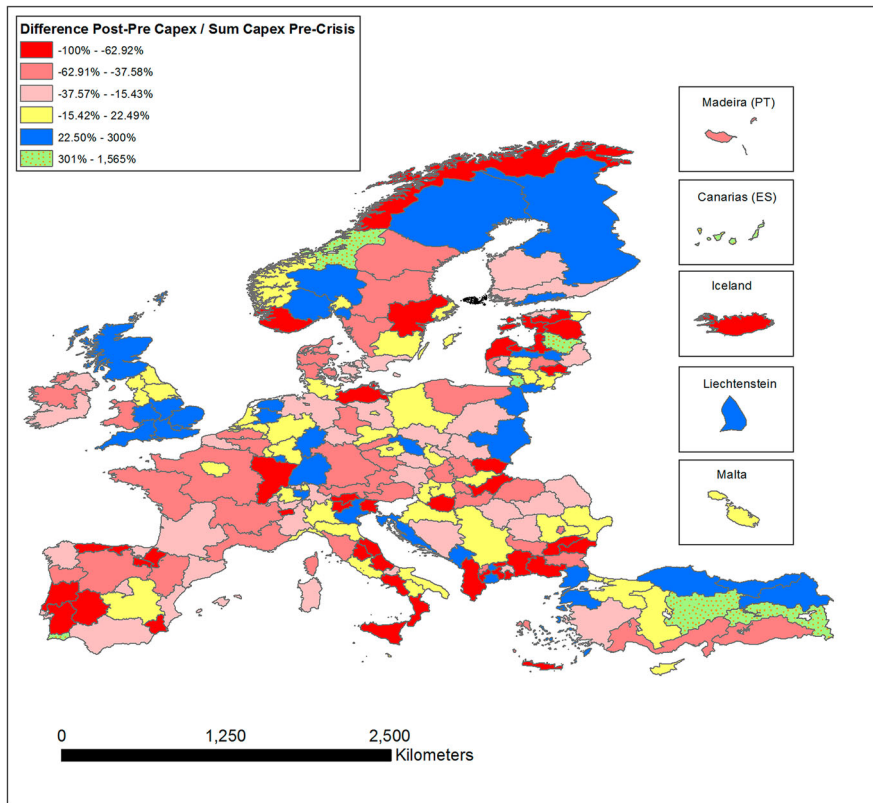 Difference Post-Pre Capex / Sum Capex Pre-Crisis
-100% - -62.92%
-62.91% - -37.58%
-37.57% - -15.43%
-15.42% - 22.49%
22.50% - 300%
301% - 1,565%
Madeira (PT)
Canarias (ES)
Iceland
Liechtenstein
Malta
0 1,250 2,500
Kilometers